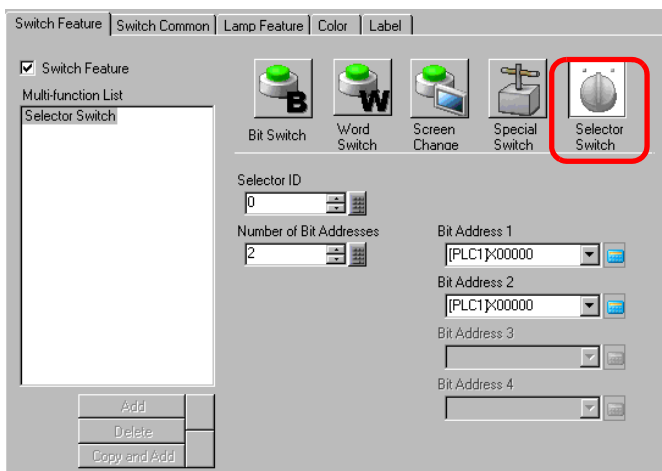 Switch Feature Switch Common Lamp Feature Color Label
Switch Feature
Multi-function List
Selector Switch
B
W
Bit Switch
Word
Switch
Screen
Change
Special
Switch
Selector
Switch
Selector ID
0
Number of Bit Addresses
2
Bit Address 1
[PLC1]X00000
Bit Address 2
[PLC1]X00000
Bit Address 3
Bit Address 4
Add
Delete
Copy and Add